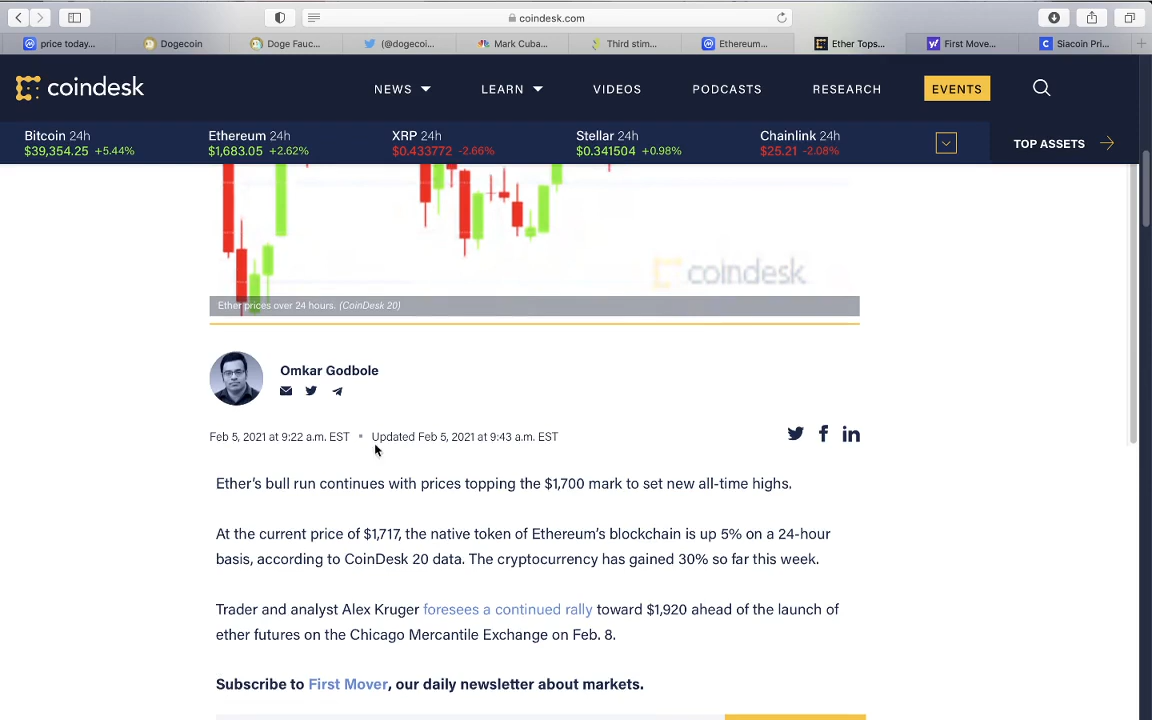 coindesk.com
price today...
Dogecoin
Doge Fauc...
(@dogecoi...
Mark Cuba...
Third stim...
Ethereum...
Ether Tops...
First Move...
Siacoin Pri...
coindesk
NEWS
LEARN
VIDEOS
PODCASTS
RESEARCH
EVENTS
Bitcoin 24h
$39,354.25 +5.44%
Ethereum 24h
$1,683.05 +2.62%
XRP 24h
$0.433772 -2.66%
Stellar 24h
$0.341504 +0.98%
Chainlink 24h
$25.21 -2.08%
TOP ASSETS
coindesk
Ether prices over 24 hours. (CoinDesk 20)
Omkar Godbole
Feb 5, 2021 at 9:22 a.m. EST
Updated Feb 5, 2021 at 9:43 a.m. EST
Ether's bull run continues with prices topping the $1,700 mark to set new all-time highs.
At the current price of $1,717, the native token of Ethereum's blockchain is up 5% on a 24-hour
basis, according to CoinDesk 20 data. The cryptocurrency has gained 30% so far this week.
Trader and analyst Alex Kruger foresees a continued rally toward $1,920 ahead of the launch of
ether futures on the Chicago Mercantile Exchange on Feb. 8.
Subscribe to First Mover, our daily newsletter about markets.